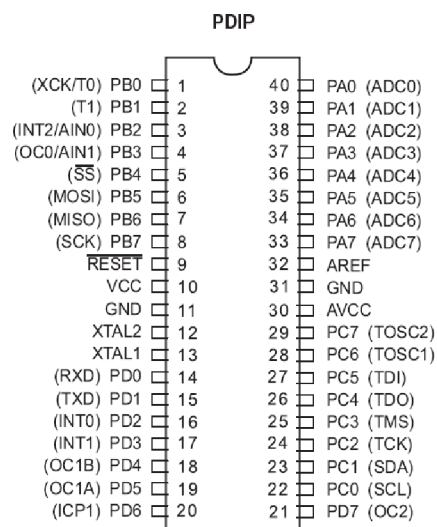 PDIP
(XCK/T0) PB0 1 40 PA0 (ADC0)
(T1) PB1 2 39 PA1 (ADC1)
(INT2/AIN0) PB2 3 38 PA2 (ADC2)
(OC0/AIN1) PB3 4 37 PA3 (ADC3)
(SS) PB4 5 36 PA4 (ADC4)
(MOSI) PB5 6 35 PA5 (ADC5)
(MISO) PB6 7 34 PA6 (ADC6)
(SCK) PB7 8 33 PA7 (ADC7)
RESET 9 32 AREF
VCC 10 31 GND
GND 11 30 AVCC
XTAL2 12 29 PC7 (TOSC2)
XTAL1 13 28 PC6 (TOSC1)
(RXD) PD0 14 27 PC5 (TDI)
(TXD) PD1 15 26 PC4 (TDO)
(INT0) PD2 16 25 PC3 (TMS)
(INT1) PD3 17 24 PC2 (TCK)
(OC1B) PD4 18 23 PC1 (SDA)
(OC1A) PD5 19 22 PC0 (SCL)
(ICP1) PD6 20 21 PD7 (OC2)